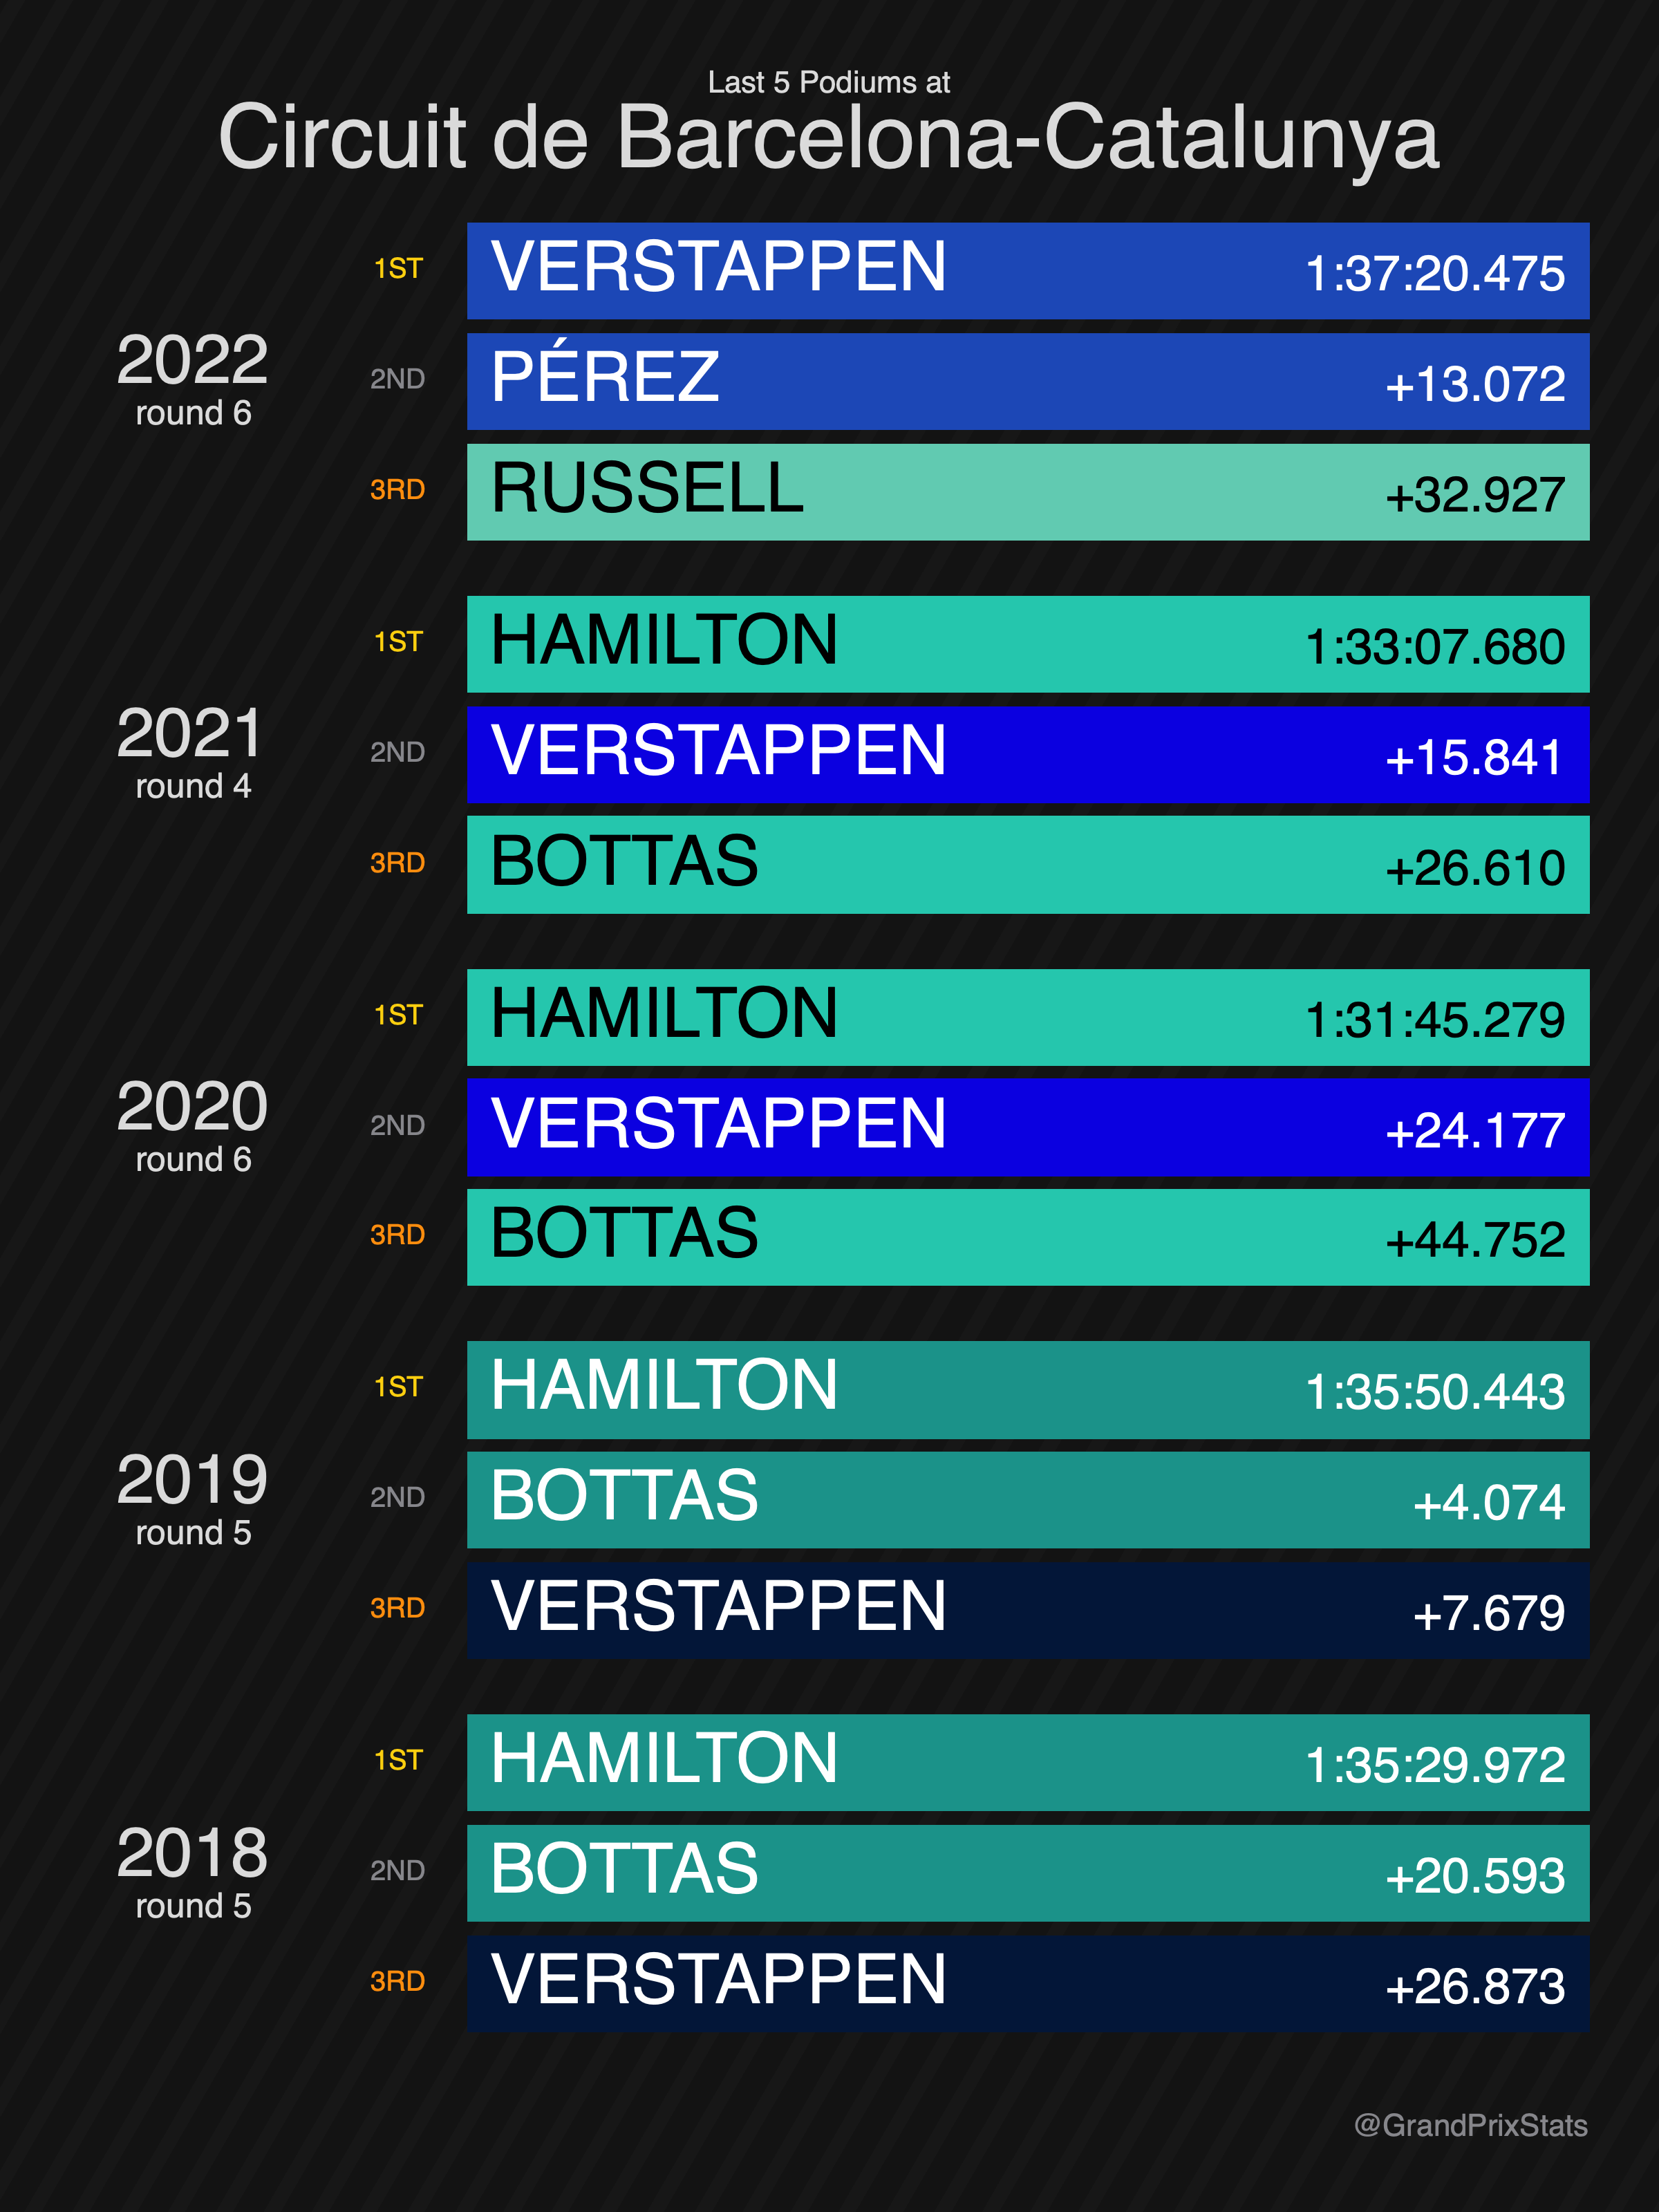 Last 5 Podiums at
Circuit de Barcelona-Catalunya
2022
round 6
1ST VERSTAPPEN 1:37:20.475
2ND PÉREZ +13.072
3RD RUSSELL +32.927
2021
round 4
1ST HAMILTON 1:33:07.680
2ND VERSTAPPEN +15.841
3RD BOTTAS +26.610
2020
round 6
1ST HAMILTON 1:31:45.279
2ND VERSTAPPEN +24.177
3RD BOTTAS +44.752
2019
round 5
1ST HAMILTON 1:35:50.443
2ND BOTTAS +4.074
3RD VERSTAPPEN +7.679
2018
round 5
1ST HAMILTON 1:35:29.972
2ND BOTTAS +20.593
3RD VERSTAPPEN +26.873
@GrandPrixStats